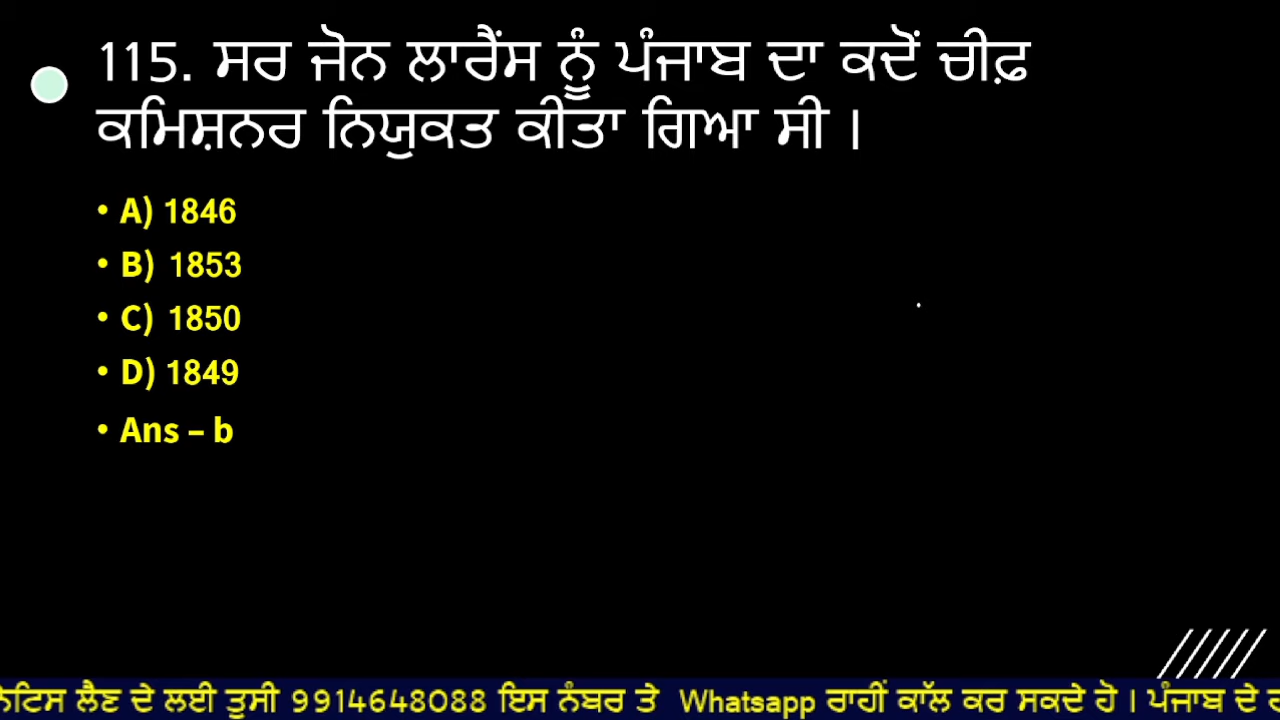 115. ਸਰ ਜੋਨ ਲਾਰੈਂਸ ਨੂੰ ਪੰਜਾਬ ਦਾ ਕਦੋਂ ਚੀਫ਼
ਕਮਿਸ਼ਨਰ ਨਿਯੁਕਤ ਕੀਤਾ ਗਿਆ ਸੀ ।
• A) 1846
• B) 1853
• C) 1850
• D) 1849
• Ans – b
ਲੈਣ ਦੇ ਲਈ ਤੁਸੀ 9914648088 ਇਸ ਨੰਬਰ ਤੇ Whatsapp ਰਾਹੀਂ ਕਾੱਲ ਕਰ ਸਕਦੇ ਹੋ । ਪੰਜਾਬ ਦੇ